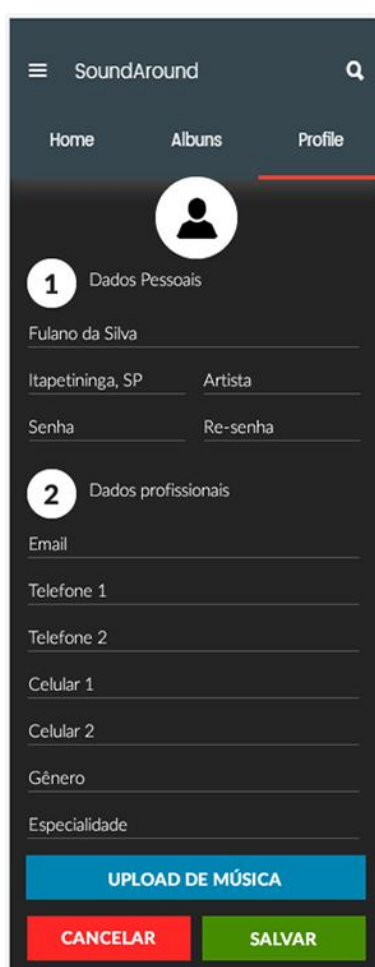 SoundAround
Home Albuns Profile
1 Dados Pessoais
Fulano da Silva
Itapetininga, SP Artista
Senha Re-senha
2 Dados profissionais
Email
Telefone 1
Telefone 2
Celular 1
Celular 2
Gênero
Especialidade
UPLOAD DE MÚSICA
CANCELAR SALVAR